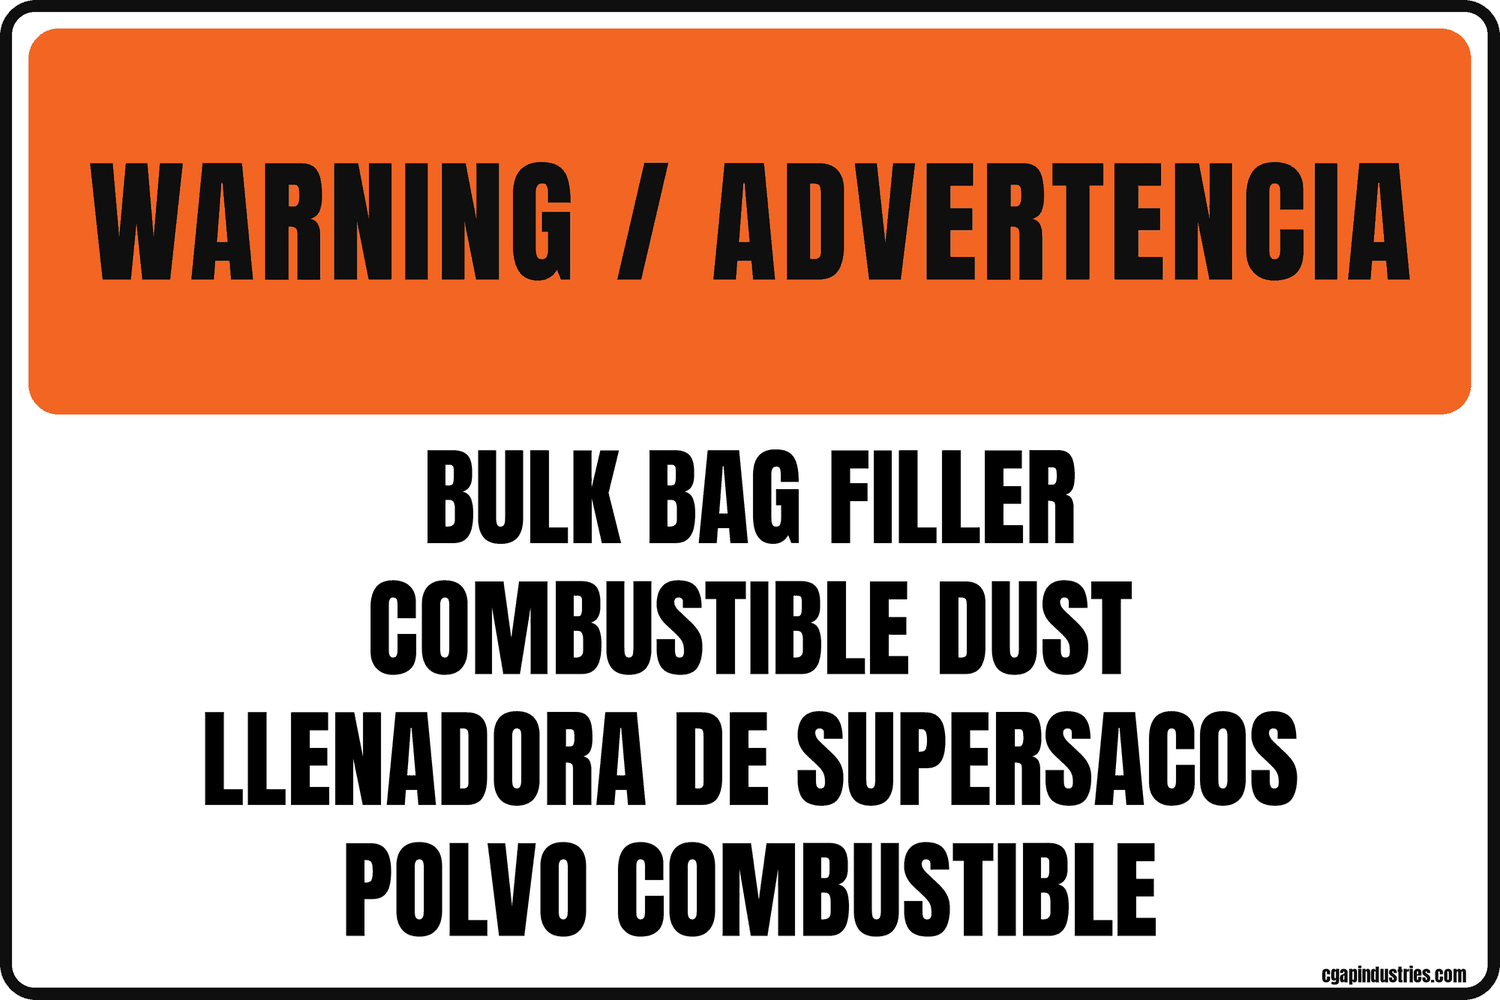 WARNING / ADVERTENCIA
BULK BAG FILLER
COMBUSTIBLE DUST
LLENADORA DE SUPERSACOS
POLVO COMBUSTIBLE
cgapindustries.com